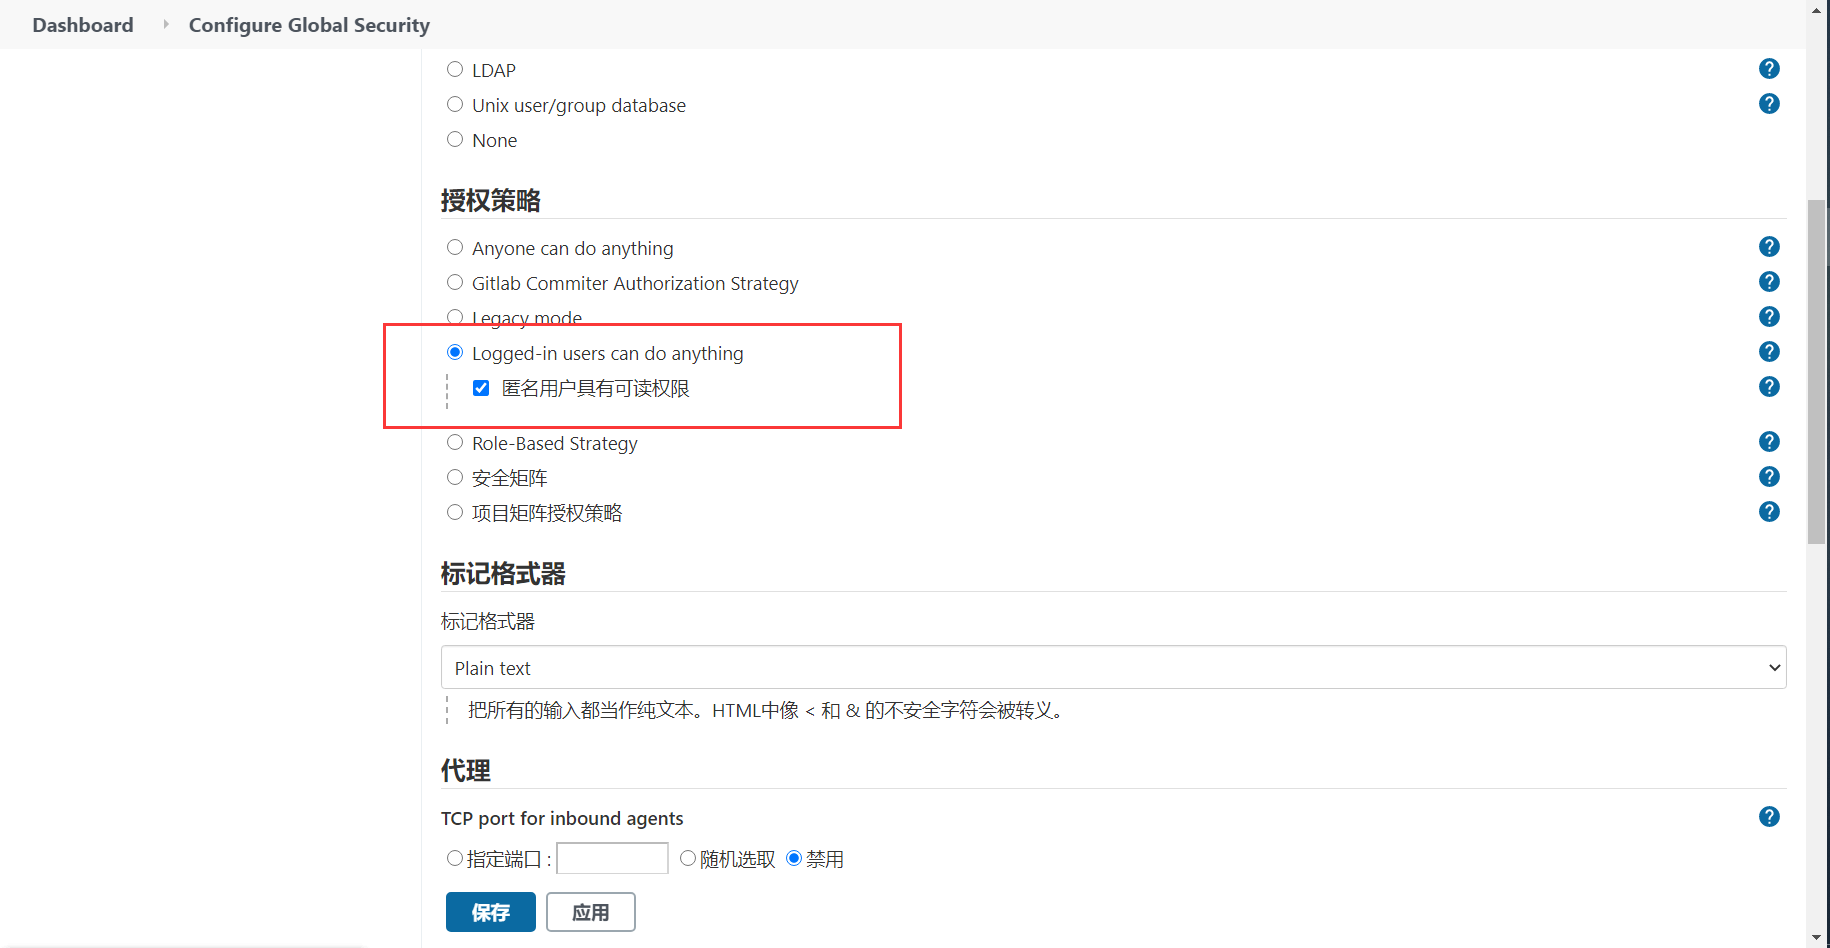 Dashboard Configure Global Security
LDAP
Unix user/group database
None
授权策略
Anyone can do anything
Gitlab Commiter Authorization Strategy
Legacy mode
Logged-in users can do anything
匿名用户具有可读权限
Role-Based Strategy
安全矩阵
项目矩阵授权策略
标记格式器
标记格式器
Plain text
把所有的输入都当作纯文本。HTML中像 < 和 & 的不安全字符会被转义。
代理
TCP port for inbound agents
指定端口 : 随机选取 禁用
保存 应用